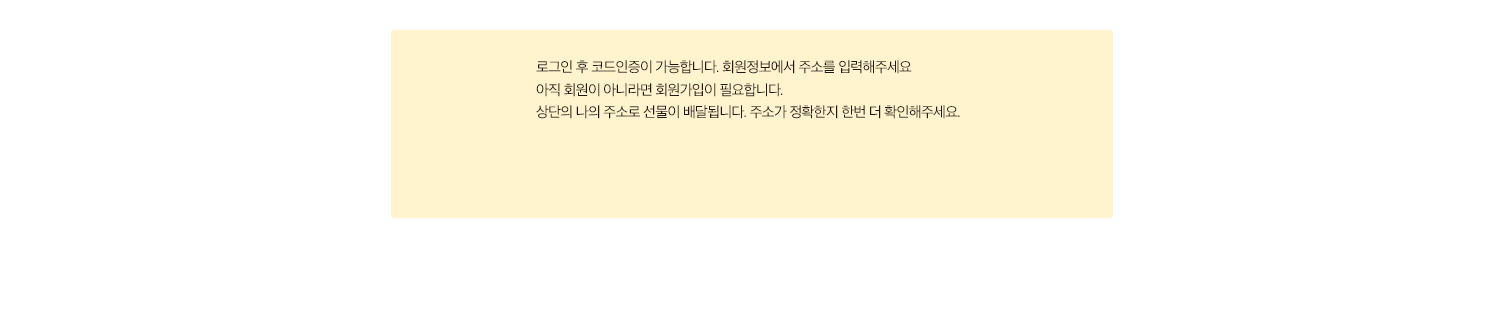 로그인 후 코드인증이 가능합니다. 회원정보에서 주소를 입력해주세요
아직 회원이 아니라면 회원가입이 필요합니다.
상단의 나의 주소로 선물이 배달됩니다. 주소가 정확한지 한번 더 확인해주세요.